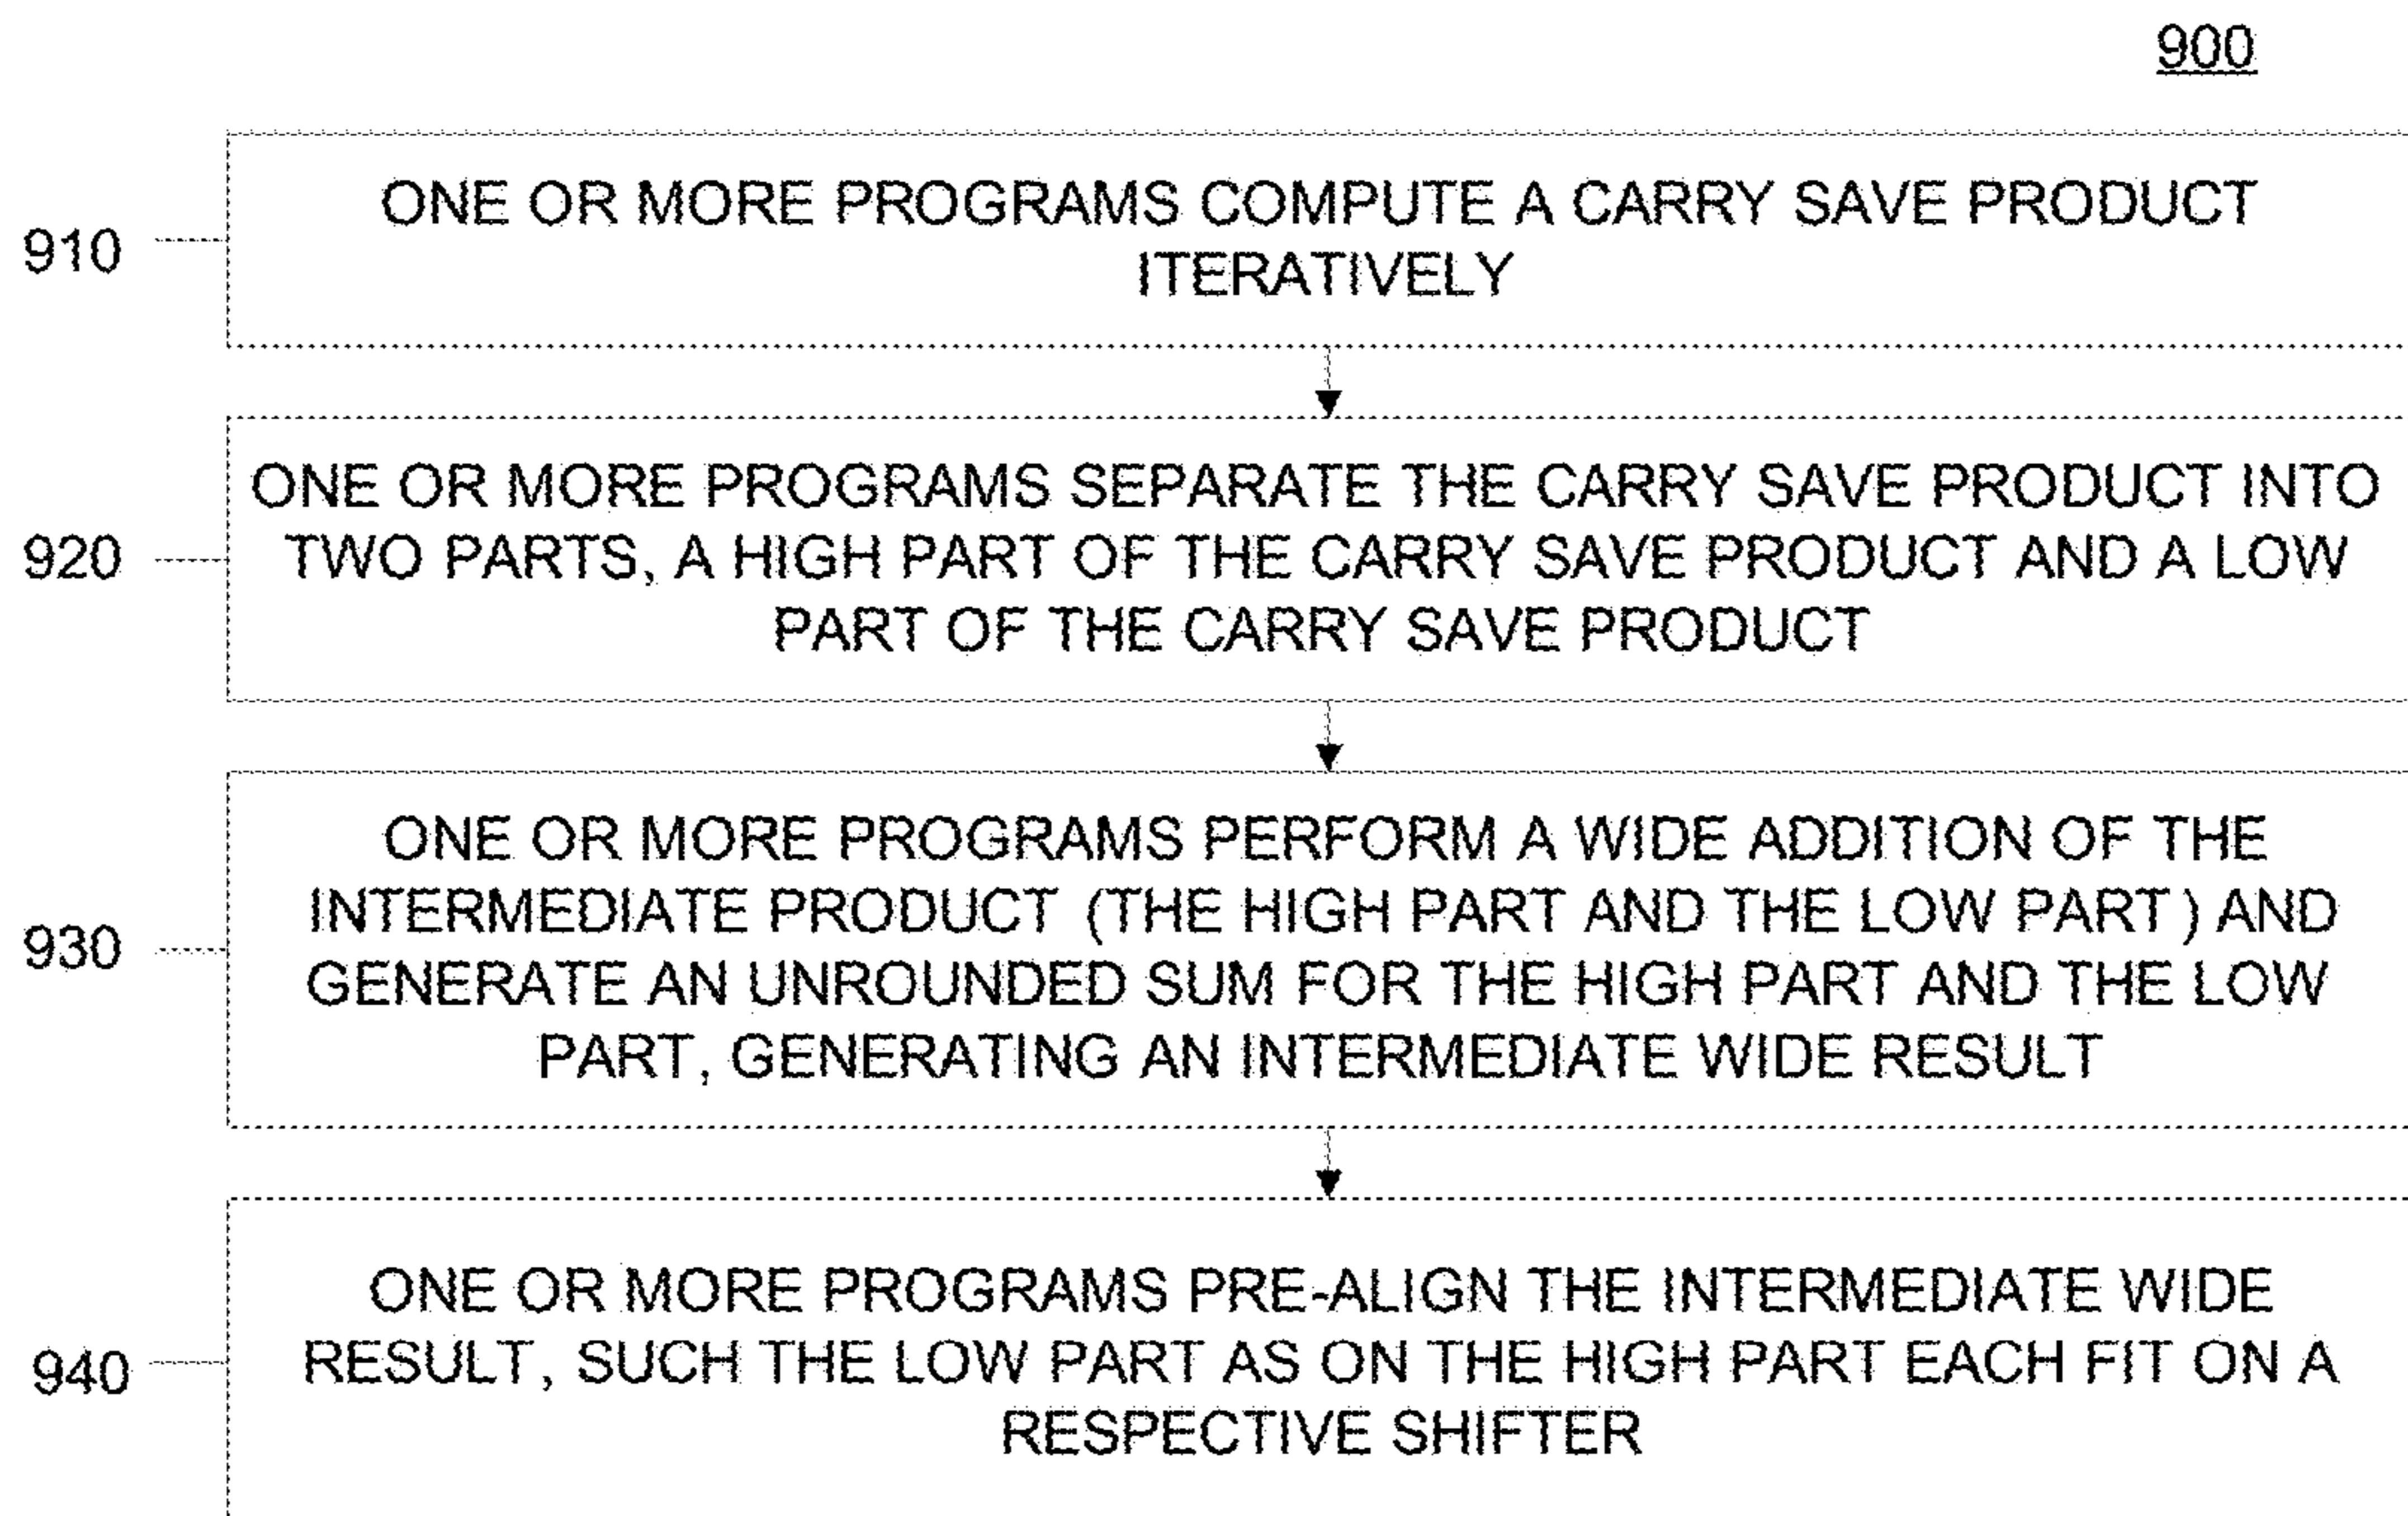 900
910
ONE OR MORE PROGRAMS COMPUTE A CARRY SAVE PRODUCT
ITERATIVELY
920
ONE OR MORE PROGRAMS SEPARATE THE CARRY SAVE PRODUCT INTO
TWO PARTS, A HIGH PART OF THE CARRY SAVE PRODUCT AND A LOW
PART OF THE CARRY SAVE PRODUCT
930
ONE OR MORE PROGRAMS PERFORM A WIDE ADDITION OF THE
INTERMEDIATE PRODUCT (THE HIGH PART AND THE LOW PART) AND
GENERATE AN UNROUNDED SUM FOR THE HIGH PART AND THE LOW
PART, GENERATING AN INTERMEDIATE WIDE RESULT
940
ONE OR MORE PROGRAMS PRE-ALIGN THE INTERMEDIATE WIDE
RESULT, SUCH THE LOW PART AS ON THE HIGH PART EACH FIT ON A
RESPECTIVE SHIFTER